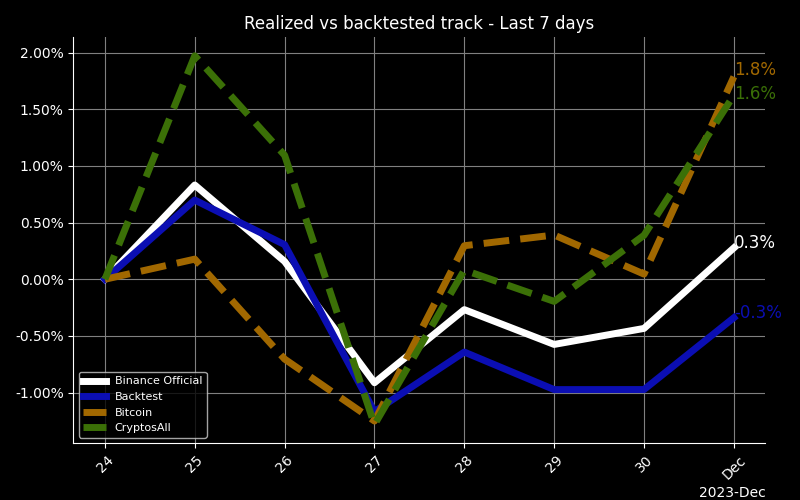 Realized vs backtested track - Last 7 days
2.00%
1.50%
1.00%
0.50%
0.00%
-0.50%
-1.00%
1.8%
1.6%
0.3%
-0.3%
Binance Official
Backtest
Bitcoin
CryptosAll
24
25
26
27
28
29
30
Dec
2023-Dec